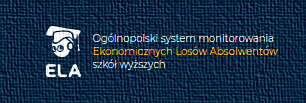 Ogólnopolski system monitorowania
Ekonomicznych Losów Absolwentów
szkół wyższych
ELA